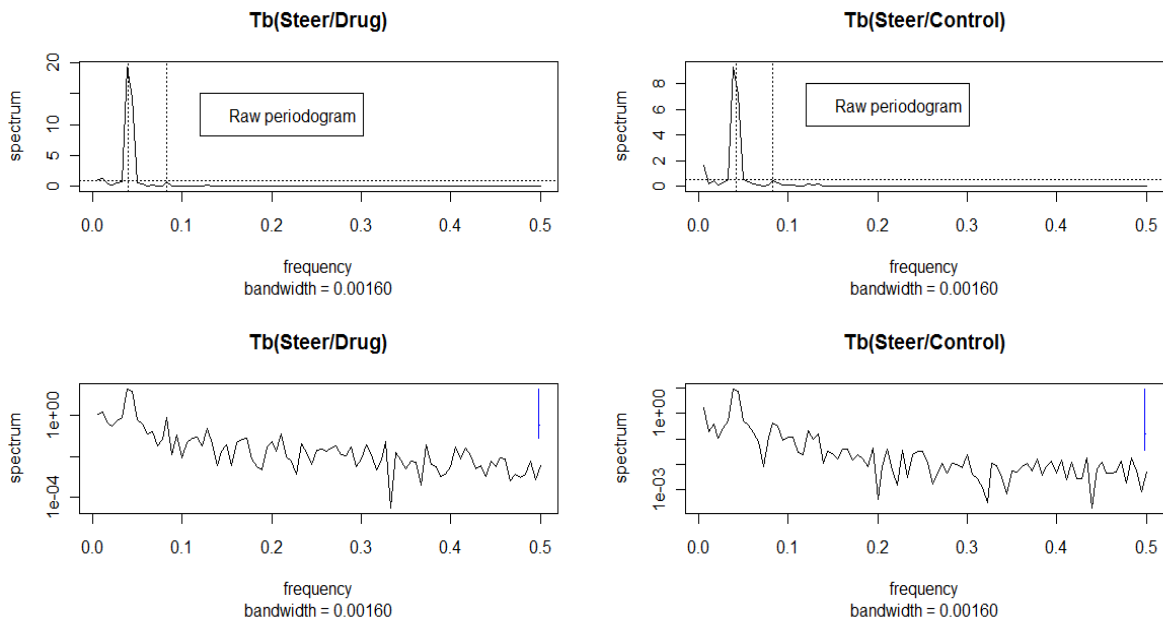 Tb(Steer/Drug)
spectrum
20
10
5
0
Raw periodogram
0.0 0.1 0.2 0.3 0.4 0.5
frequency
bandwidth = 0.00160
Tb(Steer/Control)
spectrum
8
6
4
2
0
Raw periodogram
0.0 0.1 0.2 0.3 0.4 0.5
frequency
bandwidth = 0.00160
Tb(Steer/Drug)
spectrum
1e+00
1e-04
0.0 0.1 0.2 0.3 0.4 0.5
frequency
bandwidth = 0.00160
Tb(Steer/Control)
spectrum
1e+00
1e-03
0.0 0.1 0.2 0.3 0.4 0.5
frequency
bandwidth = 0.00160